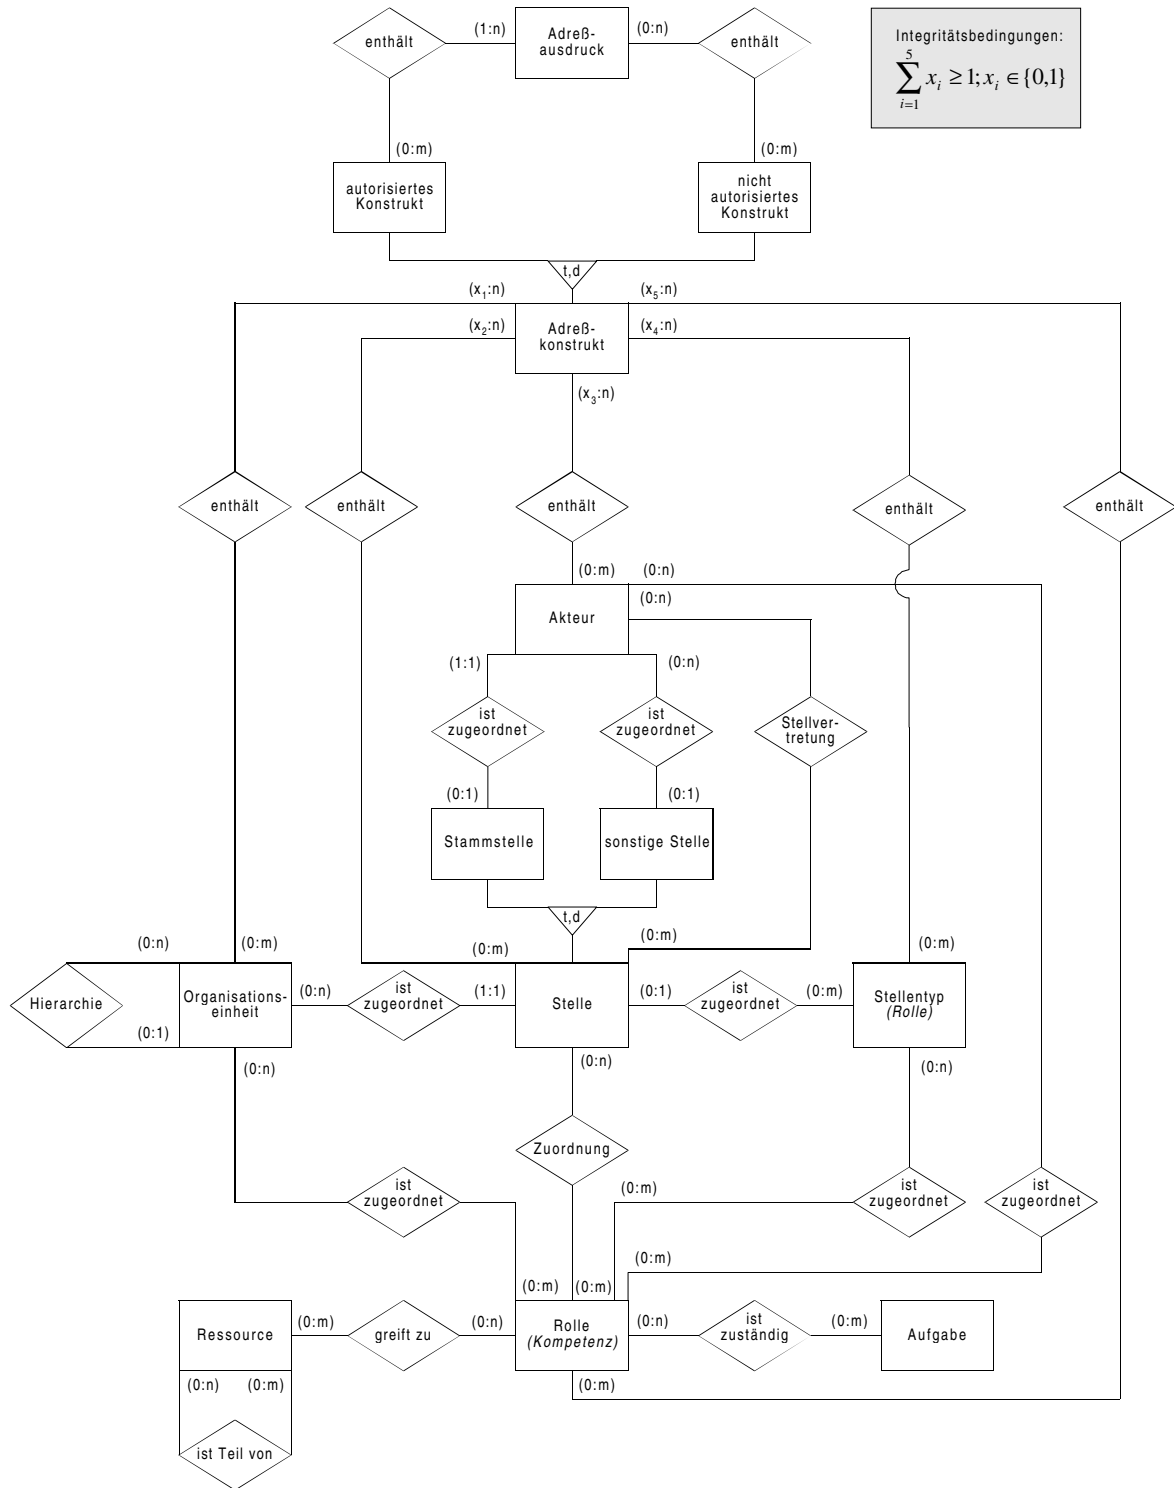 (1:n)
(0:n)
enthält
Adreß-
ausdruck
enthält
Integritätsbedingungen:
5
∑ x_i ≥ 1; x_i ∈ {0,1}
i=1
(0:m)
(0:m)
autorisiertes
Konstrukt
nicht
autorisiertes
Konstrukt
t,d
(x_1:n)
(x_5:n)
(x_2:n)
Adreß-
konstrukt
(x_4:n)
(x_3:n)
enthält
enthält
enthält
enthält
enthält
(0:m)
(0:n)
(0:n)
Akteur
(1:1)
(0:n)
ist
zugeordnet
ist
zugeordnet
Stellver-
tretung
(0:1)
(0:1)
Stammstelle
sonstige Stelle
t,d
(0:n)
(0:m)
(0:m)
(0:m)
(0:m)
Hierarchie
Organisations-
einheit
(0:n)
ist
zugeordnet
(1:1)
Stelle
(0:1)
ist
zugeordnet
(0:m)
Stellentyp
(Rolle)
(0:1)
(0:n)
(0:n)
(0:n)
Zuordnung
ist
zugeordnet
(0:m)
ist
zugeordnet
ist
zugeordnet
(0:m)
(0:m)
(0:m)
Ressource
(0:m)
greift zu
(0:n)
Rolle
(Kompetenz)
(0:n)
ist
zuständig
(0:m)
Aufgabe
(0:n)
(0:m)
(0:m)
ist Teil von